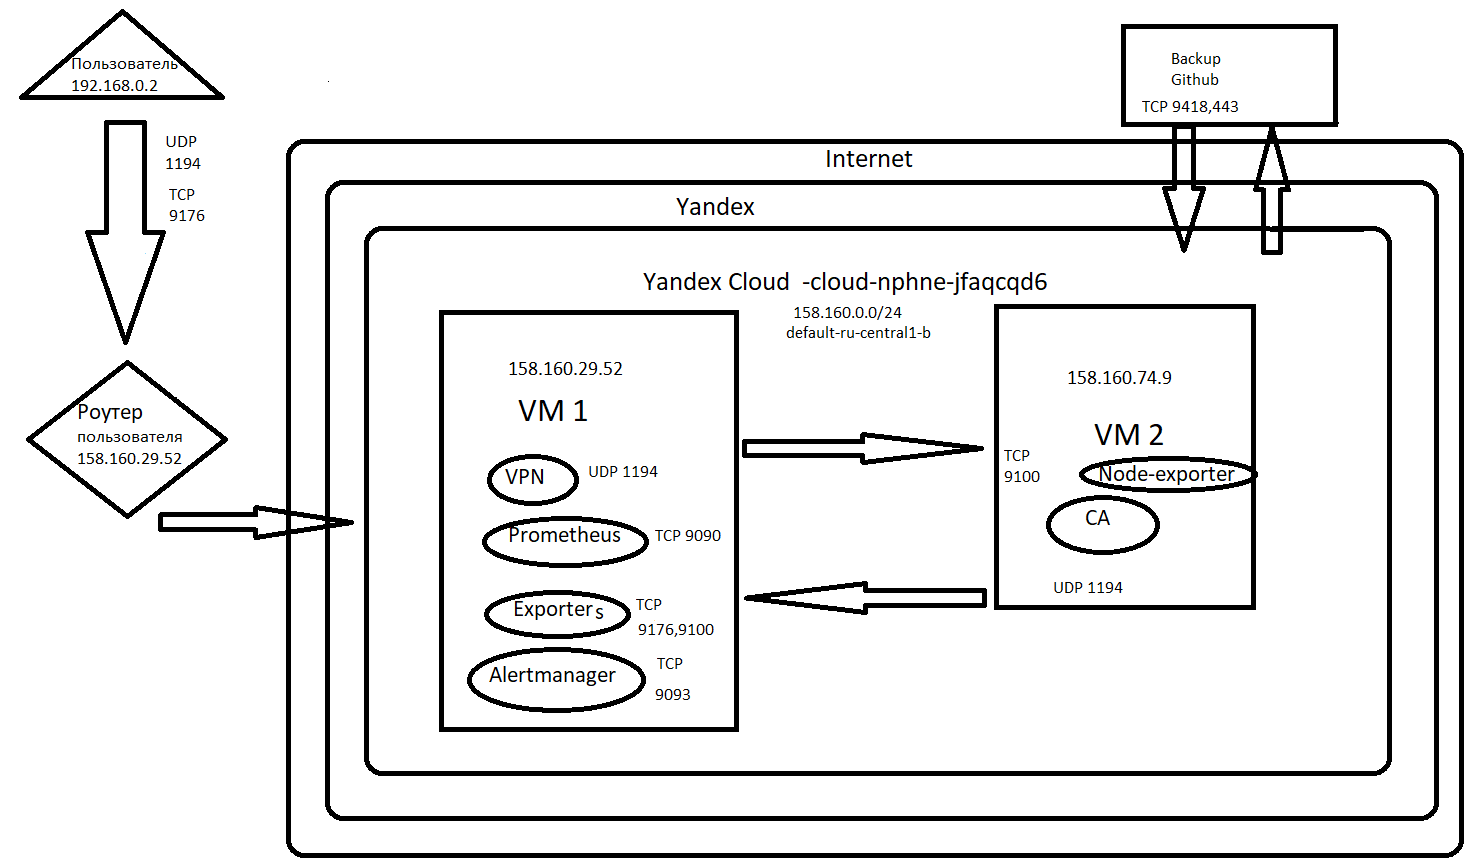 Пользователь
192.168.0.2
UDP
1194
TCP
9176
Роутер
пользователя
158.160.29.52
Backup
Github
TCP 9418,443
Internet
Yandex
Yandex Cloud -cloud-nphne-jfaqcqd6
158.160.0.0/24
default-ru-central1-b
158.160.29.52
VM 1
VPN
UDP 1194
Prometheus
TCP 9090
Exporters
TCP
9176,9100
Alertmanager
TCP
9093
158.160.74.9
VM 2
TCP
9100
Node-exporter
CA
UDP 1194